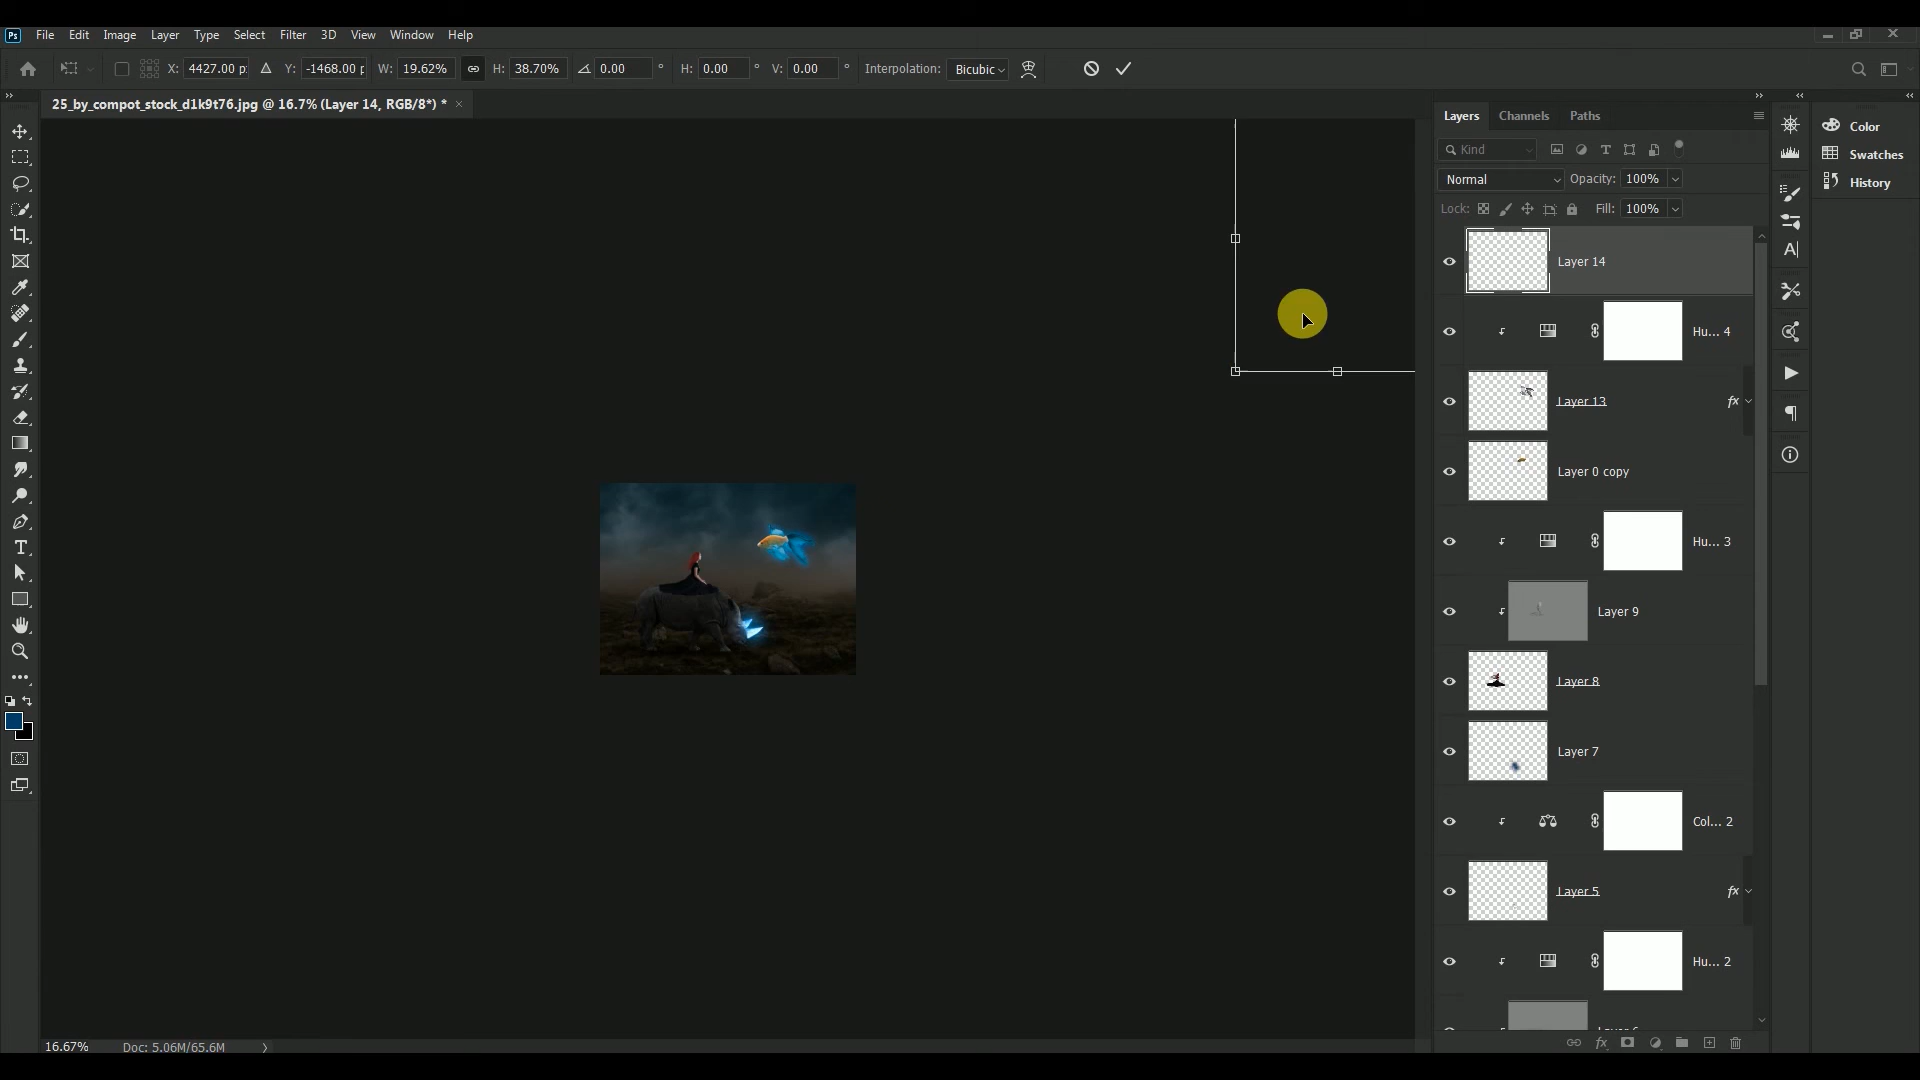 Ps File Edit Image Layer Type Select Filter 3D View Window Help
X: 4427.00 p Y: -1468.00 p W: 19.62% H: 38.70% 0.00 ° H: 0.00 ° V: 0.00 ° Interpolation: Bicubic
25_by_compot_stock_d1k9t76.jpg @ 16.7% (Layer 14, RGB/8*) * ×
Layers Channels Paths
Kind
Normal Opacity: 100%
Lock: Fill: 100%
Layer 14
Hu... 4
Layer 13 fx
Layer 0 copy
Hu... 3
Layer 9
Layer 8
Layer 7
Col... 2
Layer 5 fx
Hu... 2
Color
Swatches
History
16.67% Doc: 5.06M/65.6M
fx